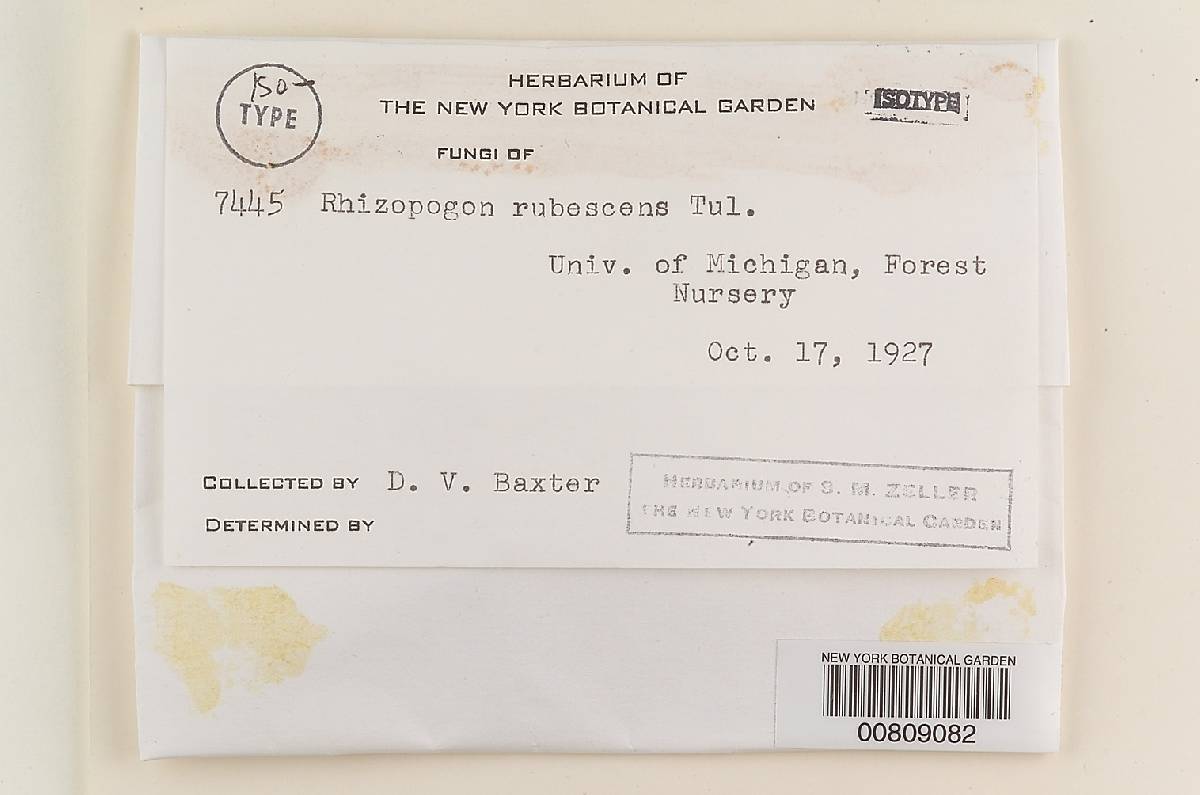 ISO-
TYPE
HERBARIUM OF
THE NEW YORK BOTANICAL GARDEN
ISOTYPE
FUNGI OF
7445 Rhizopogon rubescens Tul.
Univ. of Michigan, Forest
Nursery
Oct. 17, 1927
COLLECTED BY D. V. Baxter
DETERMINED BY
HERBARIUM OF S. M. ZELLER
THE NEW YORK BOTANICAL GARDEN
NEW YORK BOTANICAL GARDEN
00809082